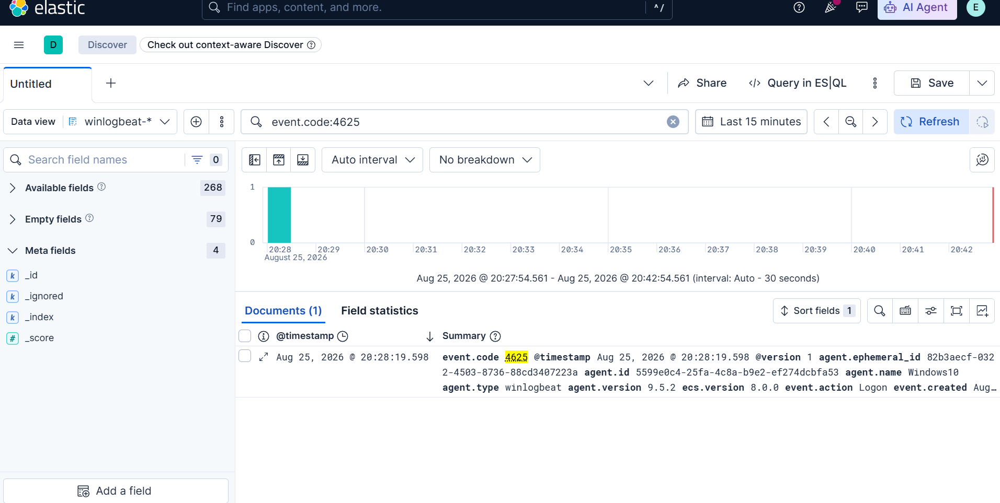 elastic
Find apps, content, and more.
^ /
AI Agent
E
D
Discover
Check out context-aware Discover
Untitled
Share
Query in ES|QL
Save
Data view
winlogbeat-*
event.code:4625
Last 15 minutes
Refresh
Search field names
0
Auto interval
No breakdown
Available fields
268
Empty fields
79
Meta fields
4
_id
_ignored
_index
_score
Add a field
1
0
20:28 20:29 20:30 20:31 20:32 20:33 20:34 20:35 20:36 20:37 20:38 20:39 20:40 20:41 20:42
August 25, 2026
Aug 25, 2026 @ 20:27:54.561 - Aug 25, 2026 @ 20:42:54.561 (interval: Auto - 30 seconds)
Documents (1)
Field statistics
Sort fields 1
@timestamp
Summary
Aug 25, 2026 @ 20:28:19.598
event.code 4625 @timestamp Aug 25, 2026 @ 20:28:19.598 @version 1 agent.ephemeral_id 82b3aecf-032
2-4503-8736-88cd3407223a agent.id 5599e0c4-25fa-4c8a-b9e2-ef274dcbfa53 agent.name Windows10
agent.type winlogbeat agent.version 9.5.2 ecs.version 8.0.0 event.action Logon event.created Aug…